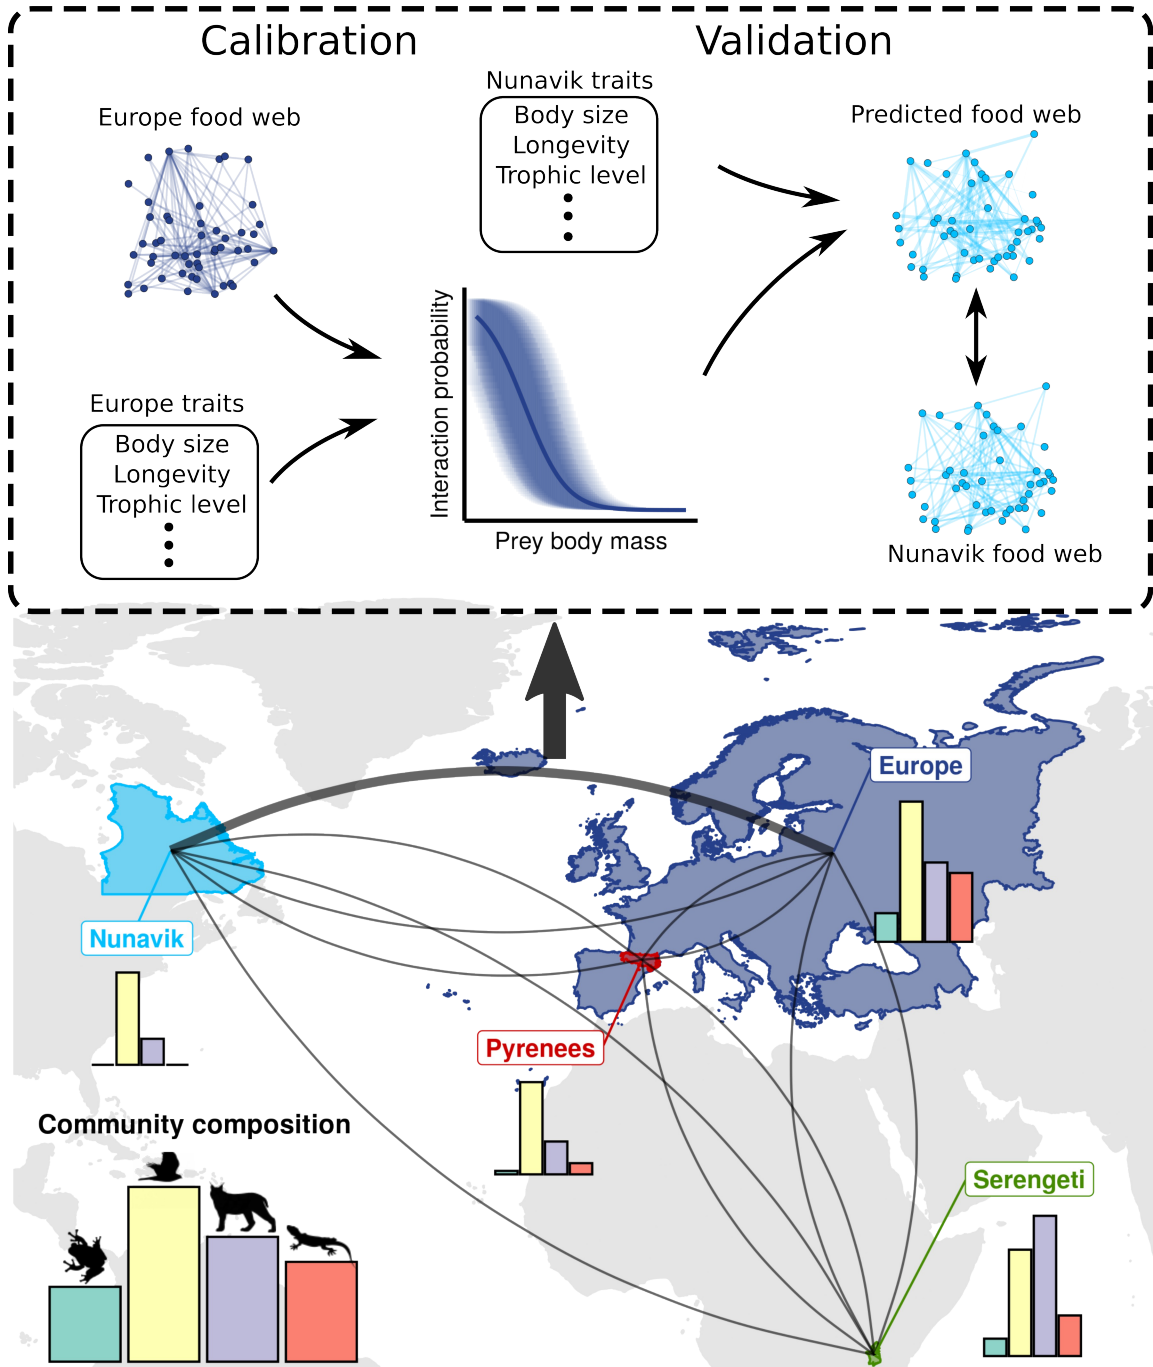 Calibration
Validation
Europe food web
Nunavik traits
Body size
Longevity
Trophic level
Predicted food web
Europe traits
Body size
Longevity
Trophic level
Interaction probability
Prey body mass
Nunavik food web
Europe
Nunavik
Pyrenees
Community composition
Serengeti